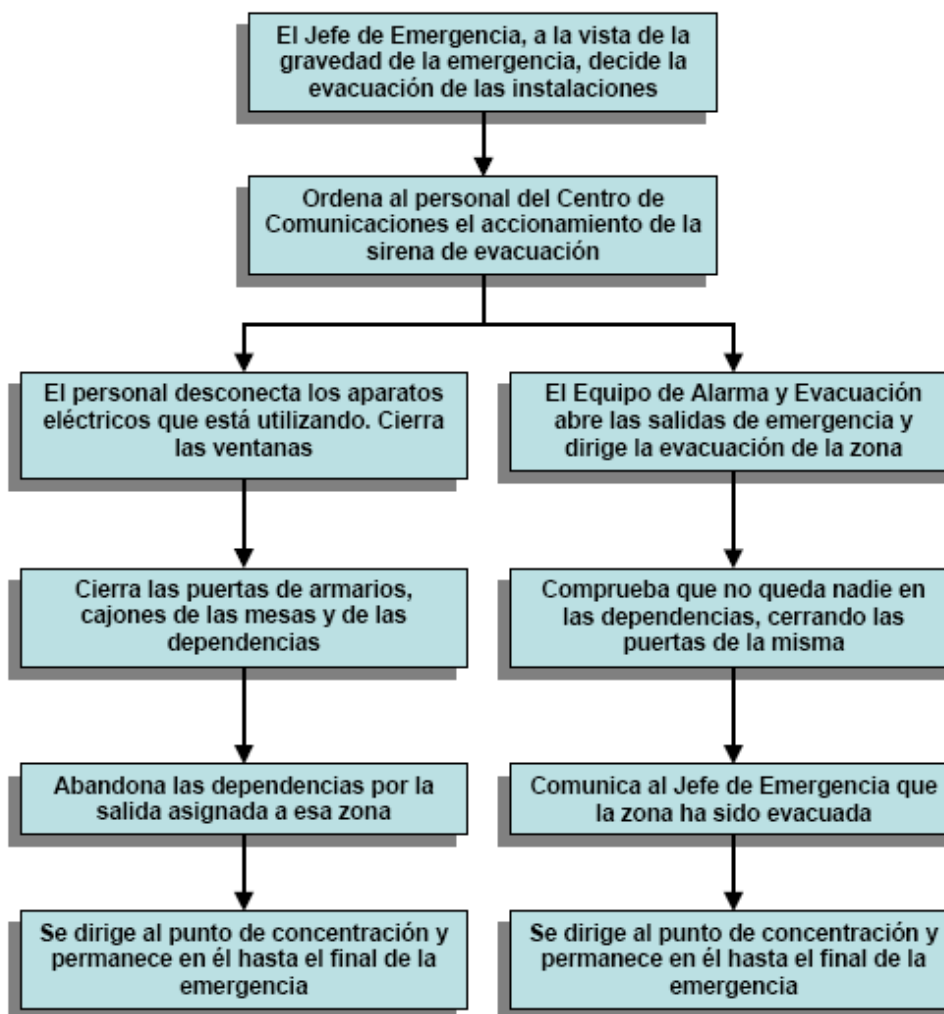 El Jefe de Emergencia, a la vista de la
gravedad de la emergencia, decide la
evacuación de las instalaciones
Ordena al personal del Centro de
Comunicaciones el accionamiento de la
sirena de evacuación
El personal desconecta los aparatos
eléctricos que está utilizando. Cierra
las ventanas
Cierra las puertas de armarios,
cajones de las mesas y de las
dependencias
Abandona las dependencias por la
salida asignada a esa zona
Se dirige al punto de concentración y
permanece en él hasta el final de la
emergencia
El Equipo de Alarma y Evacuación
abre las salidas de emergencia y
dirige la evacuación de la zona
Comprueba que no queda nadie en
las dependencias, cerrando las
puertas de la misma
Comunica al Jefe de Emergencia que
la zona ha sido evacuada
Se dirige al punto de concentración y
permanece en él hasta el final de la
emergencia